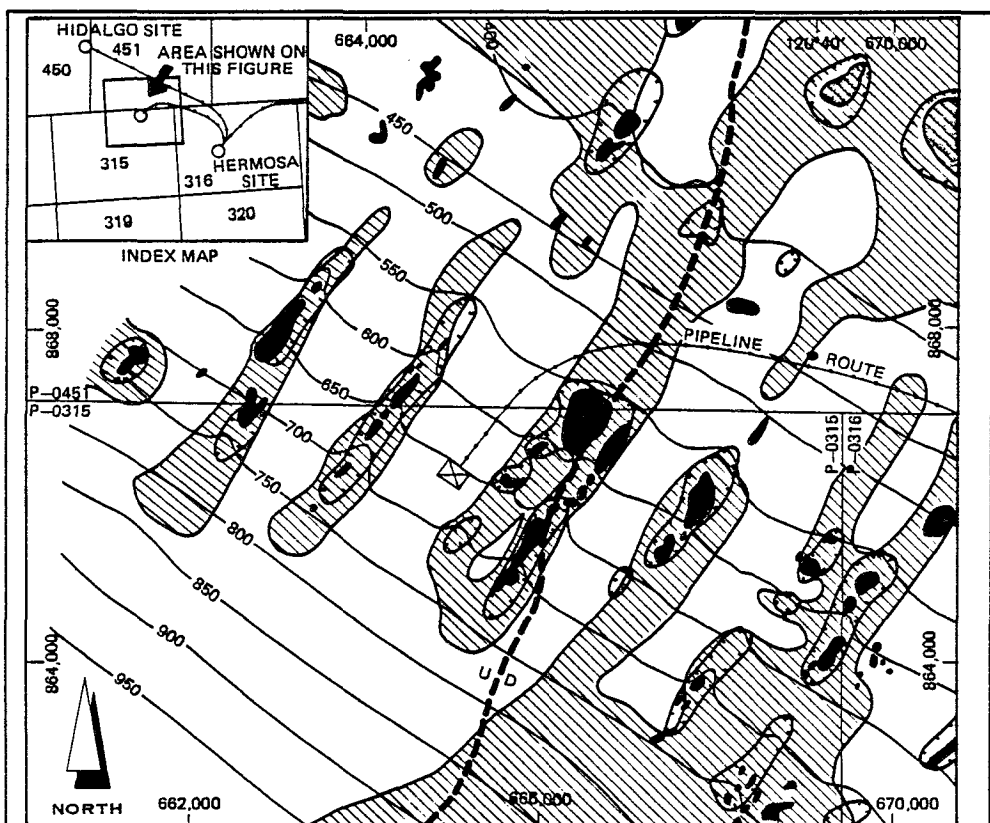 HIDALGO SITE
451
450
AREA SHOWN ON
THIS FIGURE
315
HERMOSA
SITE
316
319
320
INDEX MAP
664,000
400
120°40'
670,000
450
500
550
600
650
700
750
800
850
900
950
868,000
868,000
PIPELINE
ROUTE
P-0451
P-0315
P-0315
P-0316
864,000
864,000
U
D
NORTH
662,000
670,000